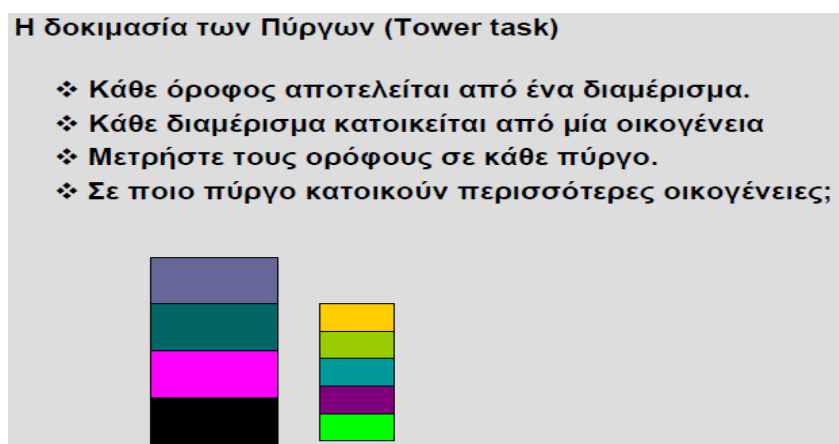 Η δοκιμασία των Πύργων (Tower task)
❖ Κάθε όροφος αποτελείται από ένα διαμέρισμα.
❖ Κάθε διαμέρισμα κατοικείται από μία οικογένεια
❖ Μετρήστε τους ορόφους σε κάθε πύργο.
❖ Σε ποιο πύργο κατοικούν περισσότερες οικογένειες;